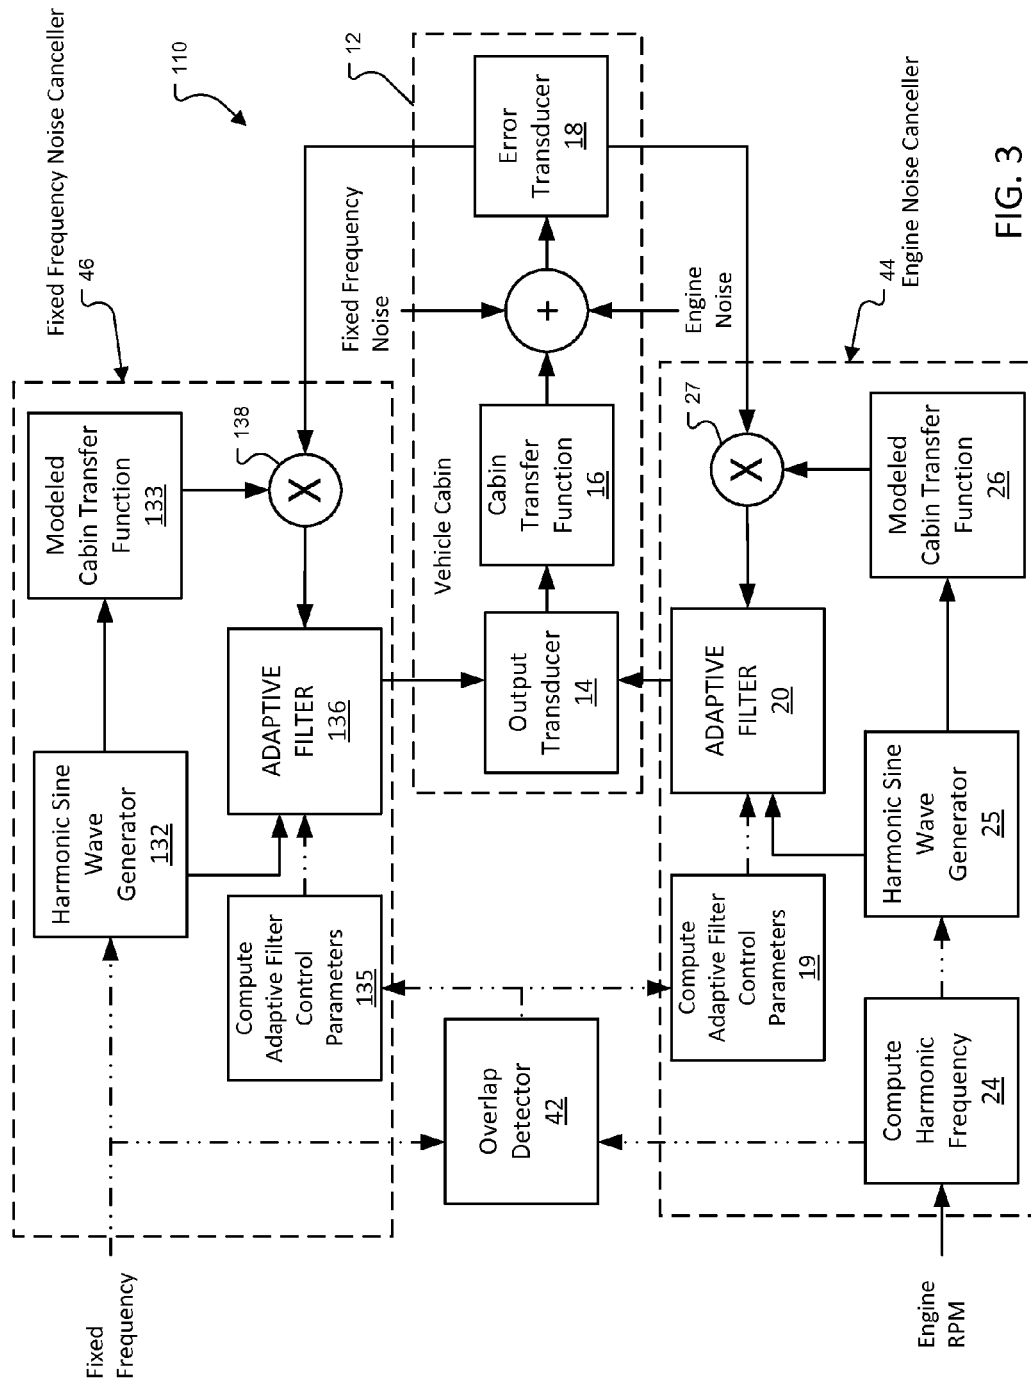 110
Fixed Frequency Noise Canceller
46
Fixed
Frequency
Harmonic Sine
Wave
Generator
132
Modeled
Cabin Transfer
Function
133
138
X
Compute
Adaptive Filter
Control
Parameters
135
ADAPTIVE
FILTER
136
Fixed Frequency
Noise
12
Vehicle Cabin
Overlap
Detector
42
Output
Transducer
14
Cabin
Transfer
Function
16
+
Error
Transducer
18
Engine
Noise
Compute
Adaptive Filter
Control
Parameters
19
ADAPTIVE
FILTER
20
27
X
44
Engine Noise Canceller
Engine
RPM
Compute
Harmonic
Frequency
24
Harmonic Sine
Wave
Generator
25
Modeled
Cabin Transfer
Function
26
FIG. 3